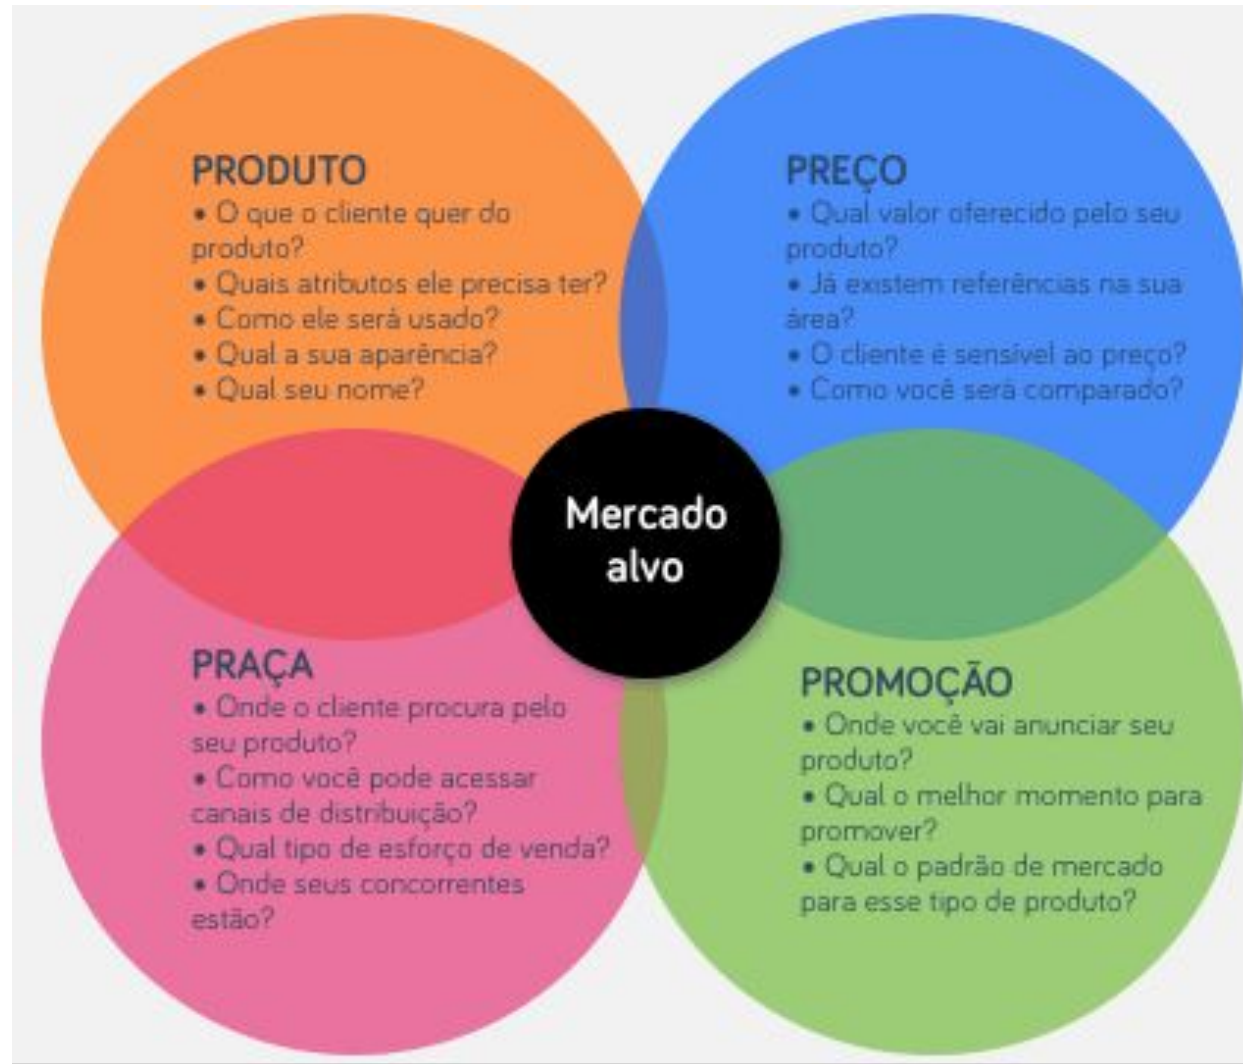 PRODUTO
• O que o cliente quer do
produto?
• Quais atributos ele precisa ter?
• Como ele será usado?
• Qual a sua aparência?
• Qual seu nome?
PREÇO
• Qual valor oferecido pelo seu
produto?
• Já existem referências na sua
área?
• O cliente é sensível ao preço?
• Como você será comparado?
Mercado
alvo
PRAÇA
• Onde o cliente procura pelo
seu produto?
• Como você pode acessar
canais de distribuição?
• Qual tipo de esforço de venda?
• Onde seus concorrentes
estão?
PROMOÇÃO
• Onde você vai anunciar seu
produto?
• Qual o melhor momento para
promover?
• Qual o padrão de mercado
para esse tipo de produto?